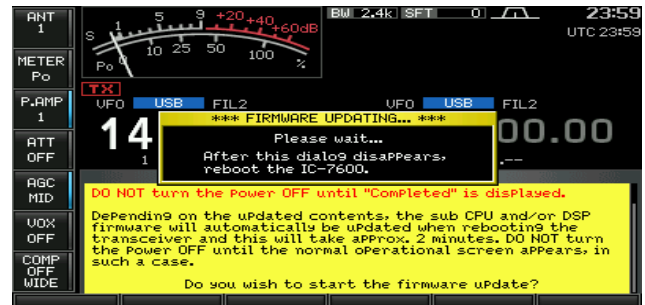 ANT
1
METER
Po
P.AMP
1
ATT
OFF
AGC
MID
VOX
OFF
COMP
OFF
WIDE
S 1 5 9 +20 +40 +60dB
Po 0 10 25 50 100 %
BW 2.4k SFT 0
23:59
UTC 23:59
TX
VFO USB FIL2
VFO USB FIL2
14
00.00
1
.--
*** FIRMWARE UPDATING... ***
Please wait...
After this dialog disappears,
reboot the IC-7600.
DO NOT turn the Power OFF until "Completed" is displayed.
Depending on the updated contents, the sub CPU and/or DSP
firmware will automatically be updated when rebooting the
transceiver and this will take approx. 2 minutes. DO NOT turn
the Power OFF until the normal operational screen appears, in
such a case.
Do you wish to start the firmware update?